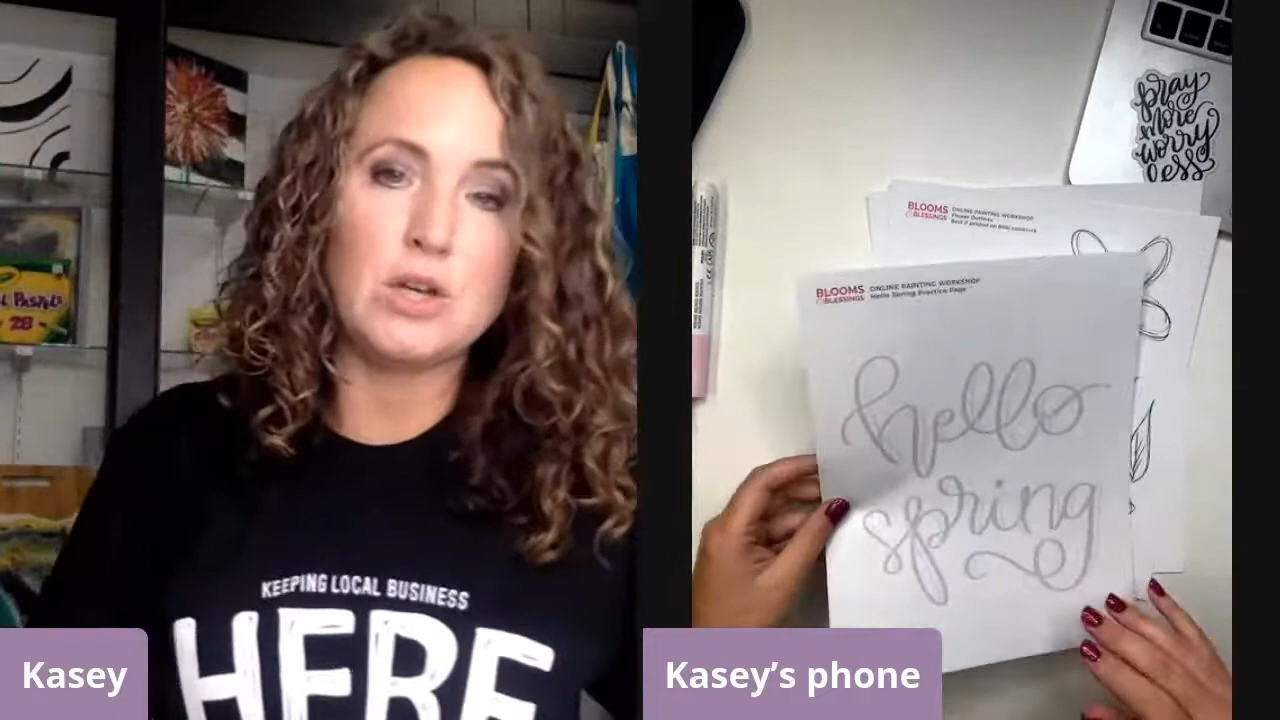 28
KEEPING LOCAL BUSINESS
HERE
Kasey
pray
more
worry
less
BLOOMS
& BLESSINGS
ONLINE PAINTING WORKSHOP
Flower Outlines
BLOOMS
& BLESSINGS
ONLINE PAINTING WORKSHOP
Hello Spring Practice Page
hello
spring
Kasey’s phone